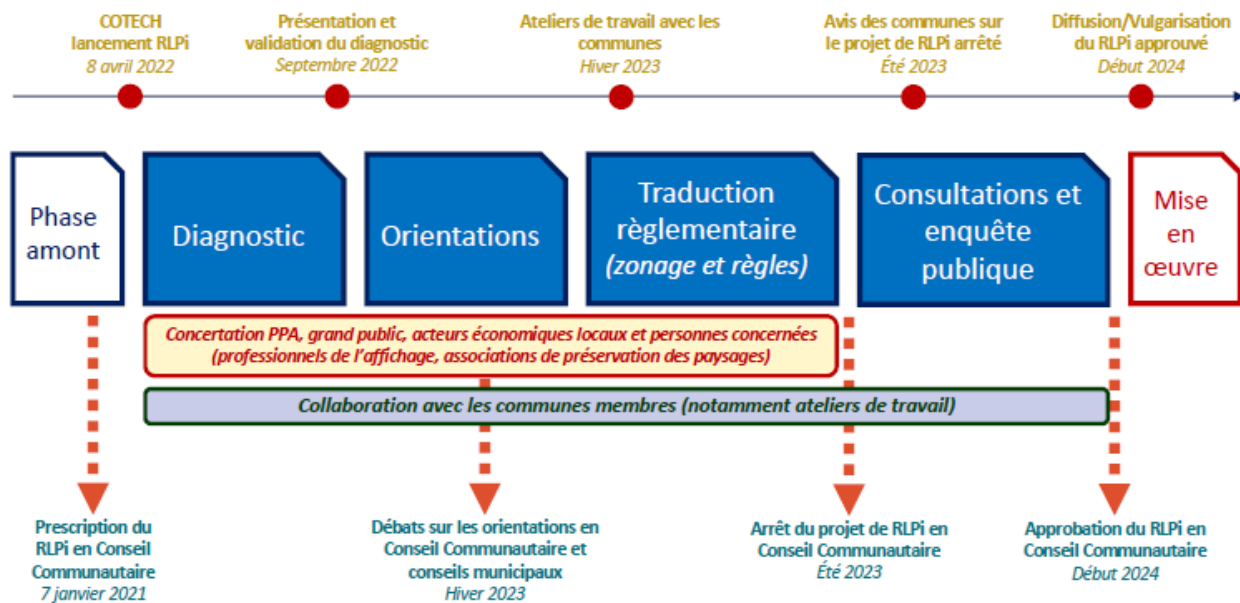 COTECH
lancement RLPi
8 avril 2022
Présentation et
validation du diagnostic
Septembre 2022
Ateliers de travail avec les
communes
Hiver 2023
Avis des communes sur
le projet de RLPi arrêté
Été 2023
Diffusion/Vulgarisation
du RLPi approuvé
Début 2024
Phase
amont
Diagnostic
Orientations
Traduction
règlementaire
(zonage et règles)
Consultations et
enquête
publique
Mise
en
œuvre
Concertation PPA, grand public, acteurs économiques locaux et personnes concernées
(professionnels de l'affichage, associations de préservation des paysages)
Collaboration avec les communes membres (notamment ateliers de travail)
Prescription du
RLPi en Conseil
Communautaire
7 janvier 2021
Débats sur les orientations en
Conseil Communautaire et
conseils municipaux
Hiver 2023
Arrêt du projet de RLPi en
Conseil Communautaire
Été 2023
Approbation du RLPi en
Conseil Communautaire
Début 2024